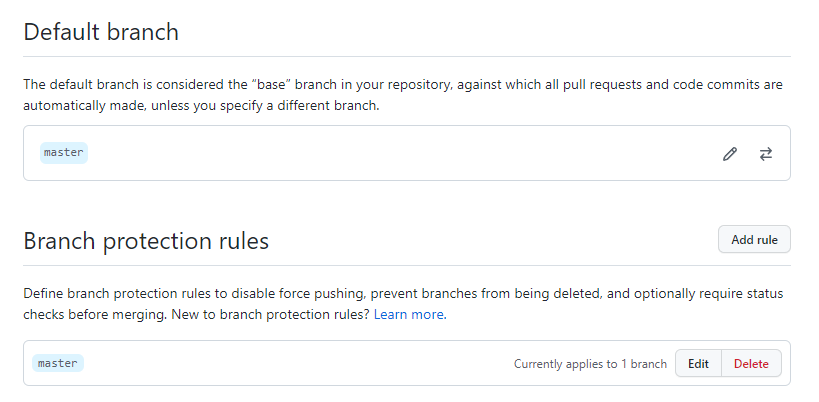 Default branch
The default branch is considered the “base” branch in your repository, against which all pull requests and code commits are
automatically made, unless you specify a different branch.
master
Branch protection rules
Add rule
Define branch protection rules to disable force pushing, prevent branches from being deleted, and optionally require status
checks before merging. New to branch protection rules? Learn more.
master Currently applies to 1 branch Edit Delete